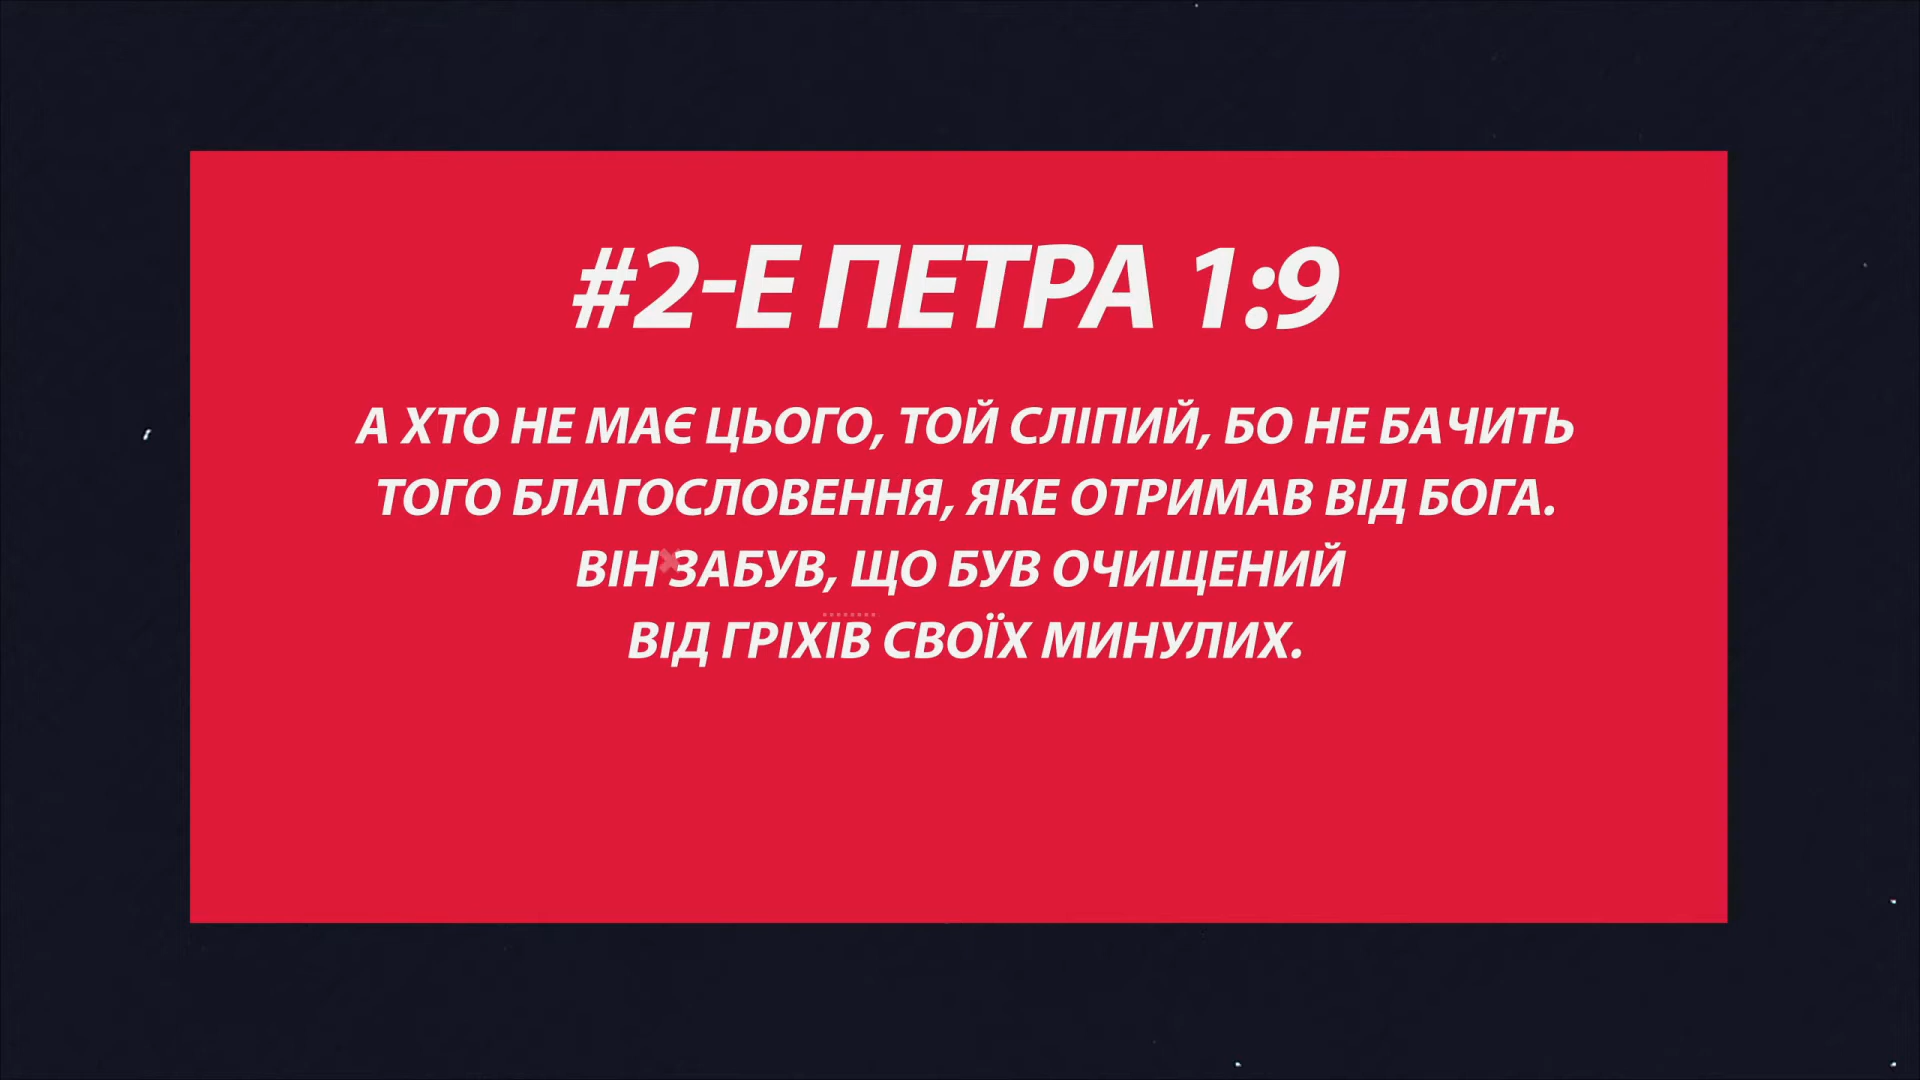 #2-Е ПЕТРА 1:9
А ХТО НЕ МАЄ ЦЬОГО, ТОЙ СЛІПИЙ, БО НЕ БАЧИТЬ
ТОГО БЛАГОСЛОВЕННЯ, ЯКЕ ОТРИМАВ ВІД БОГА.
ВІН ЗАБУВ, ЩО БУВ ОЧИЩЕНИЙ
ВІД ГРІХІВ СВОЇХ МИНУЛИХ.